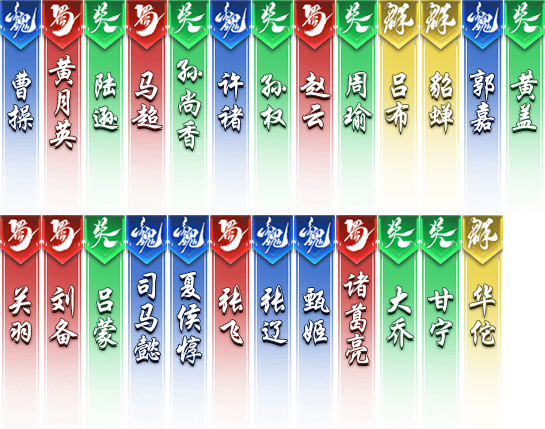 魏 蜀 吴 蜀 吴 魏 吴 蜀 吴 群 群 魏 吴
曹操 黄月英 陆逊 马超 孙尚香 许诸 孙权 赵云 周瑜 吕布 貂蝉 郭嘉 黄盖
蜀 蜀 吴 魏 魏 蜀 魏 魏 蜀 吴 吴 群
关羽 刘备 吕蒙 司马懿 夏侯惇 张飞 张辽 甄姬 诸葛亮 大乔 甘宁 华佗